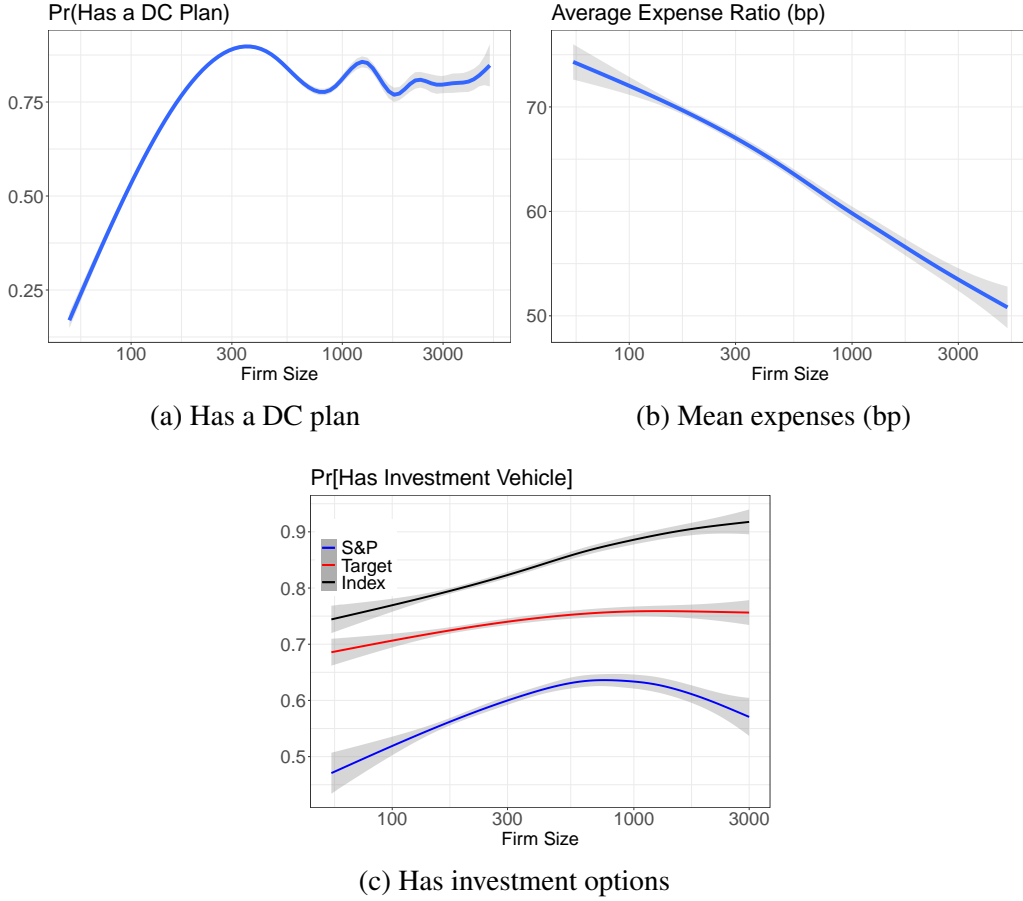 Pr(Has a DC Plan)
0.75
0.50
0.25
100 300 1000 3000
Firm Size
(a) Has a DC plan
Average Expense Ratio (bp)
70
60
50
100 300 1000 3000
Firm Size
(b) Mean expenses (bp)
Pr[Has Investment Vehicle]
0.9
0.8
0.7
0.6
0.5
S&P
Target
Index
100 300 1000 3000
Firm Size
(c) Has investment options